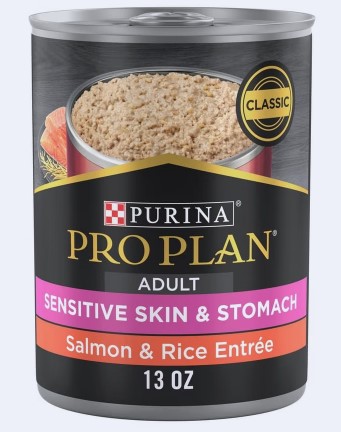 CLASSIC
PURINA®
PRO PLAN®
ADULT
SENSITIVE SKIN & STOMACH
Salmon & Rice Entrée
13 OZ